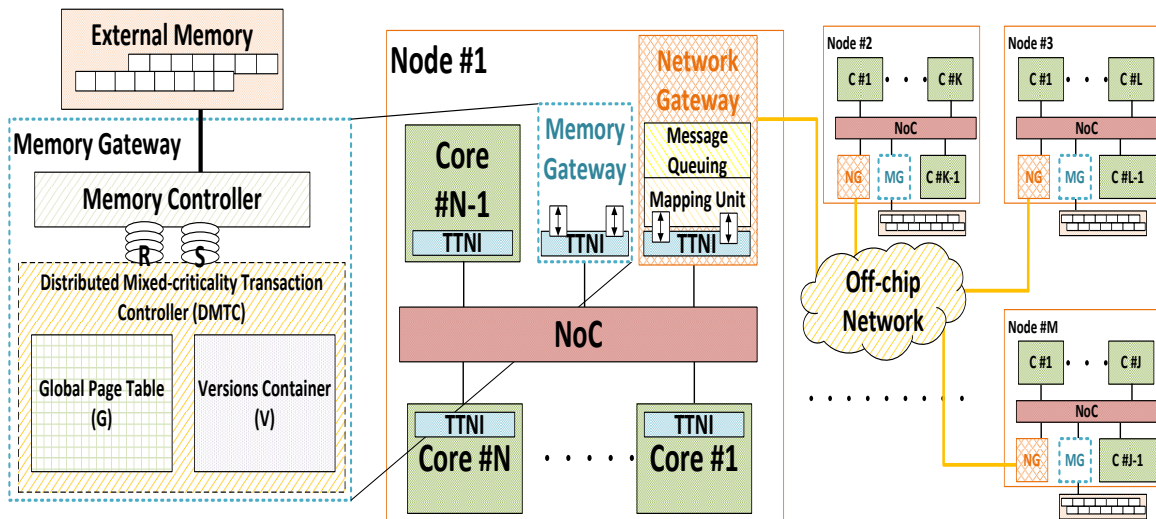 External Memory
Memory Gateway
Memory Controller
R
S
Distributed Mixed-criticality Transaction
Controller (DMTC)
Global Page Table
(G)
Versions Container
(V)
Node #1
Core
#N-1
TTNI
Memory
Gateway
TTNI
Network
Gateway
Message
Queuing
Mapping Unit
TTNI
NoC
TTNI
Core #N
TTNI
Core #1
Off-chip
Network
Node #2
C #1
C #K
NoC
NG
MG
C #K-1
Node #3
C #1
C #L
NoC
NG
MG
C #L-1
Node #M
C #1
C #J
NoC
NG
MG
C #J-1